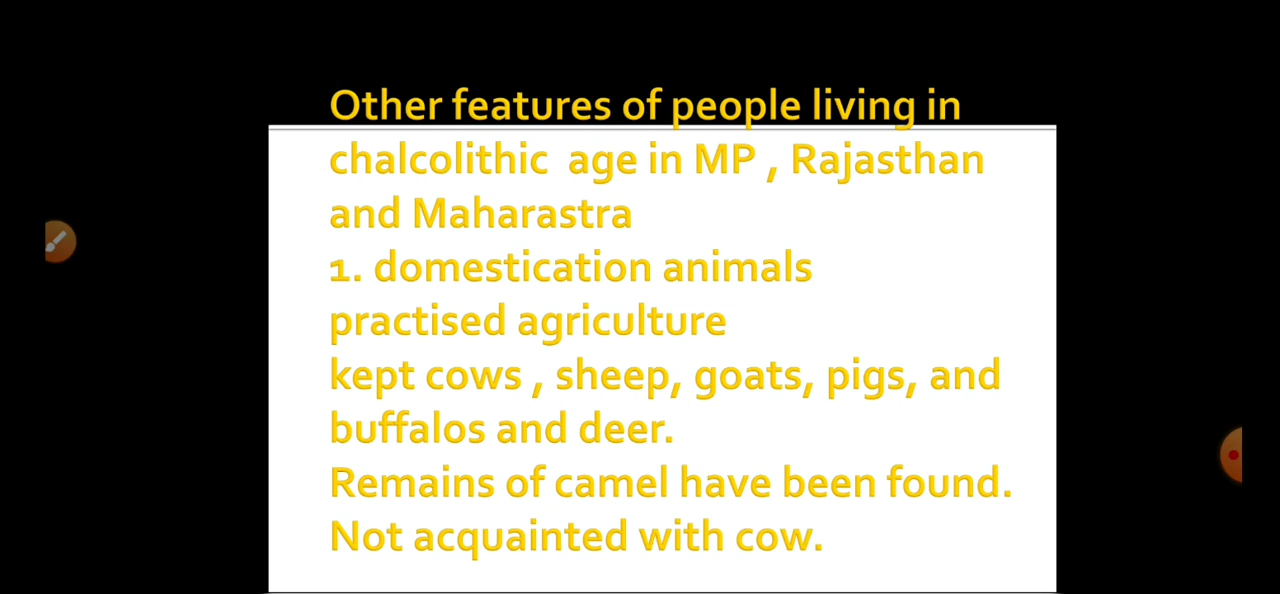 Other features of people living in
chalcolithic age in MP , Rajasthan
and Maharastra
1. domestication animals
practised agriculture
kept cows , sheep, goats, pigs, and
buffalos and deer.
Remains of camel have been found.
Not acquainted with cow.